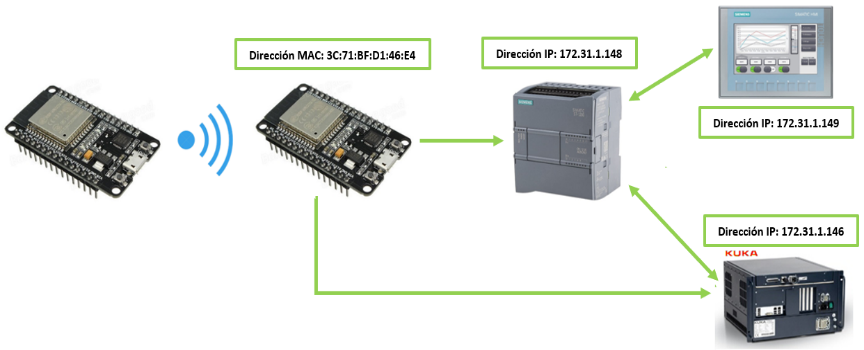 Dirección MAC: 3C:71:BF:D1:46:E4
Dirección IP: 172.31.1.148
SIEMENS
Dirección IP: 172.31.1.149
SIEMENS
Dirección IP: 172.31.1.146
KUKA